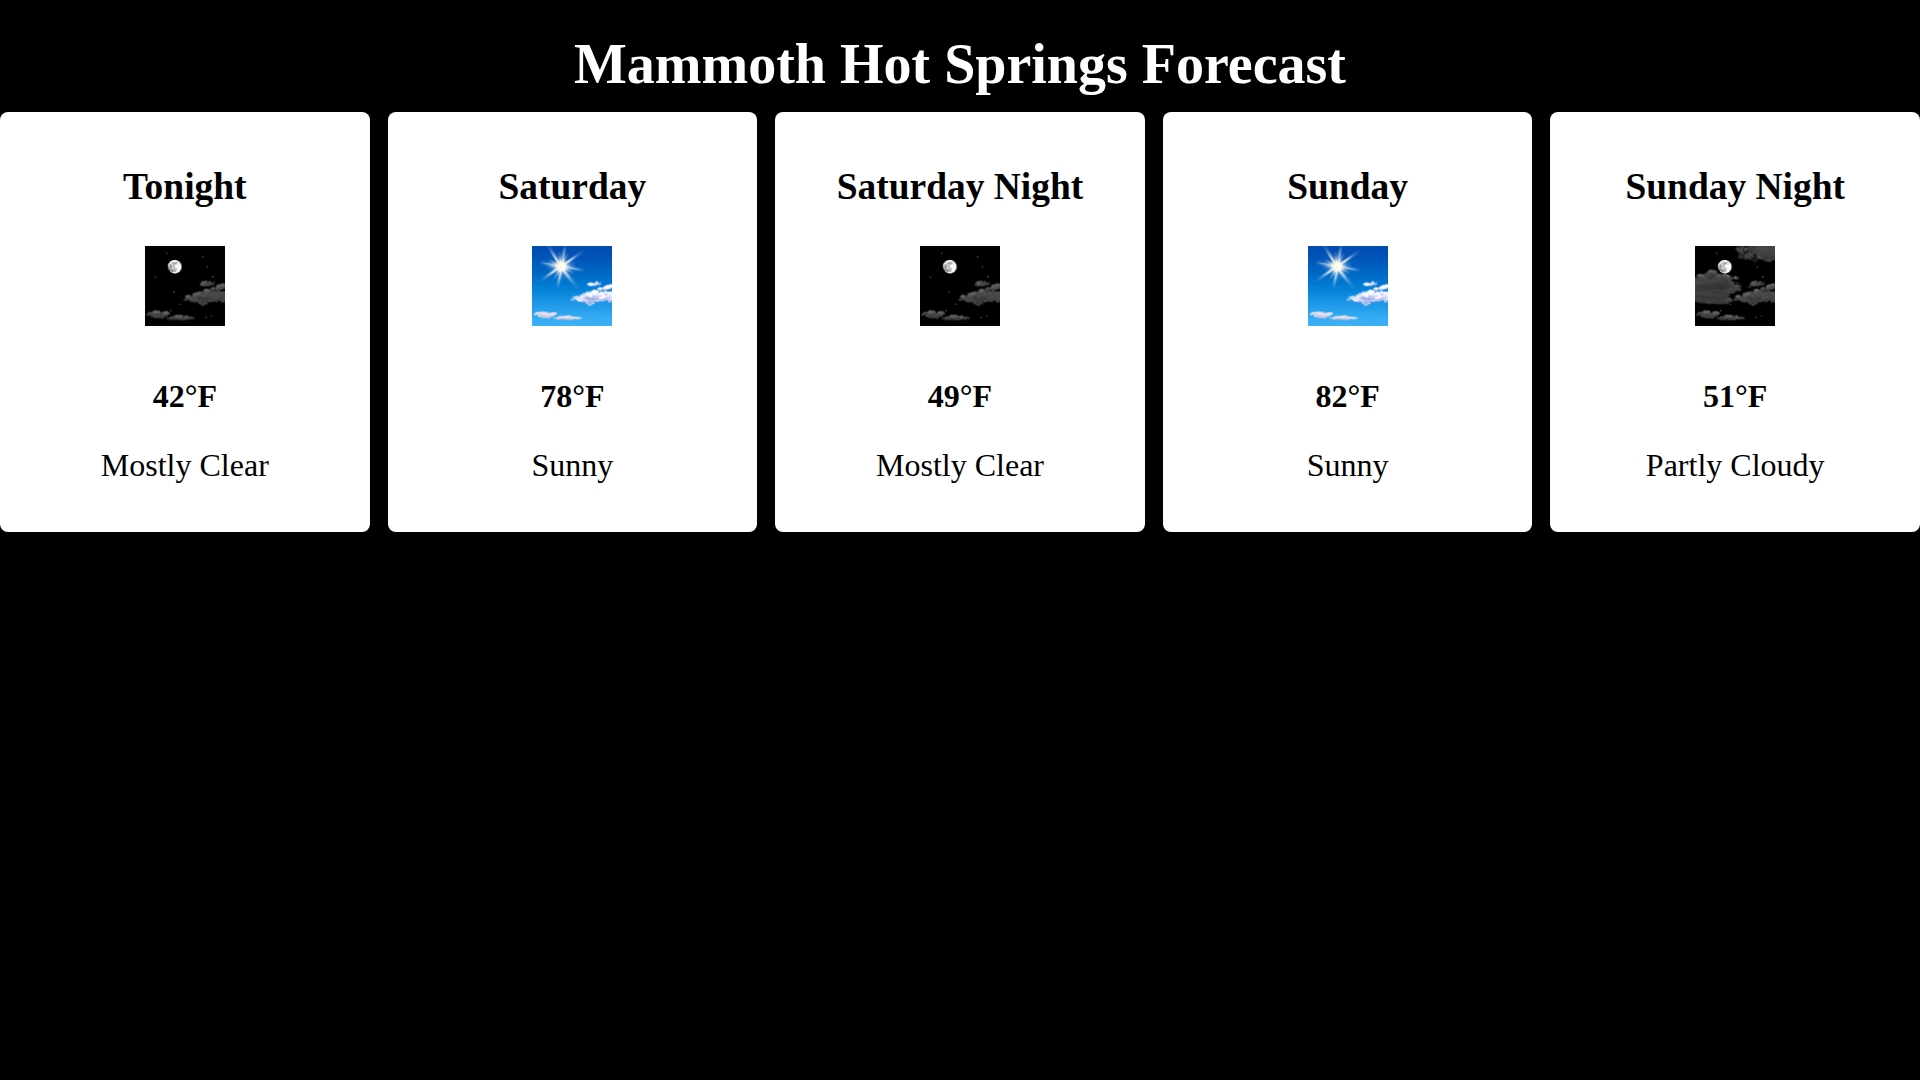 Mammoth Hot Springs Forecast
Tonight
42°F
Mostly Clear
Saturday
78°F
Sunny
Saturday Night
49°F
Mostly Clear
Sunday
82°F
Sunny
Sunday Night
51°F
Partly Cloudy